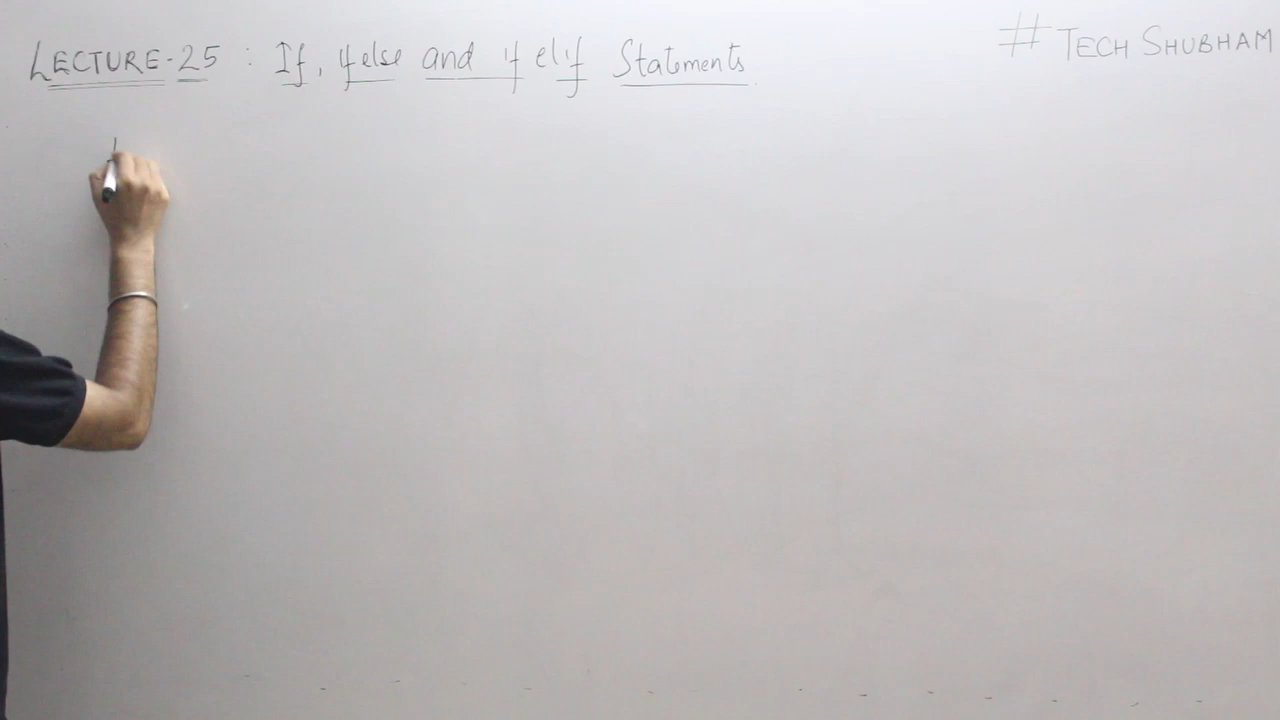 LECTURE-25 : If, if else and if elif Statements
# TECH SHUBHAM